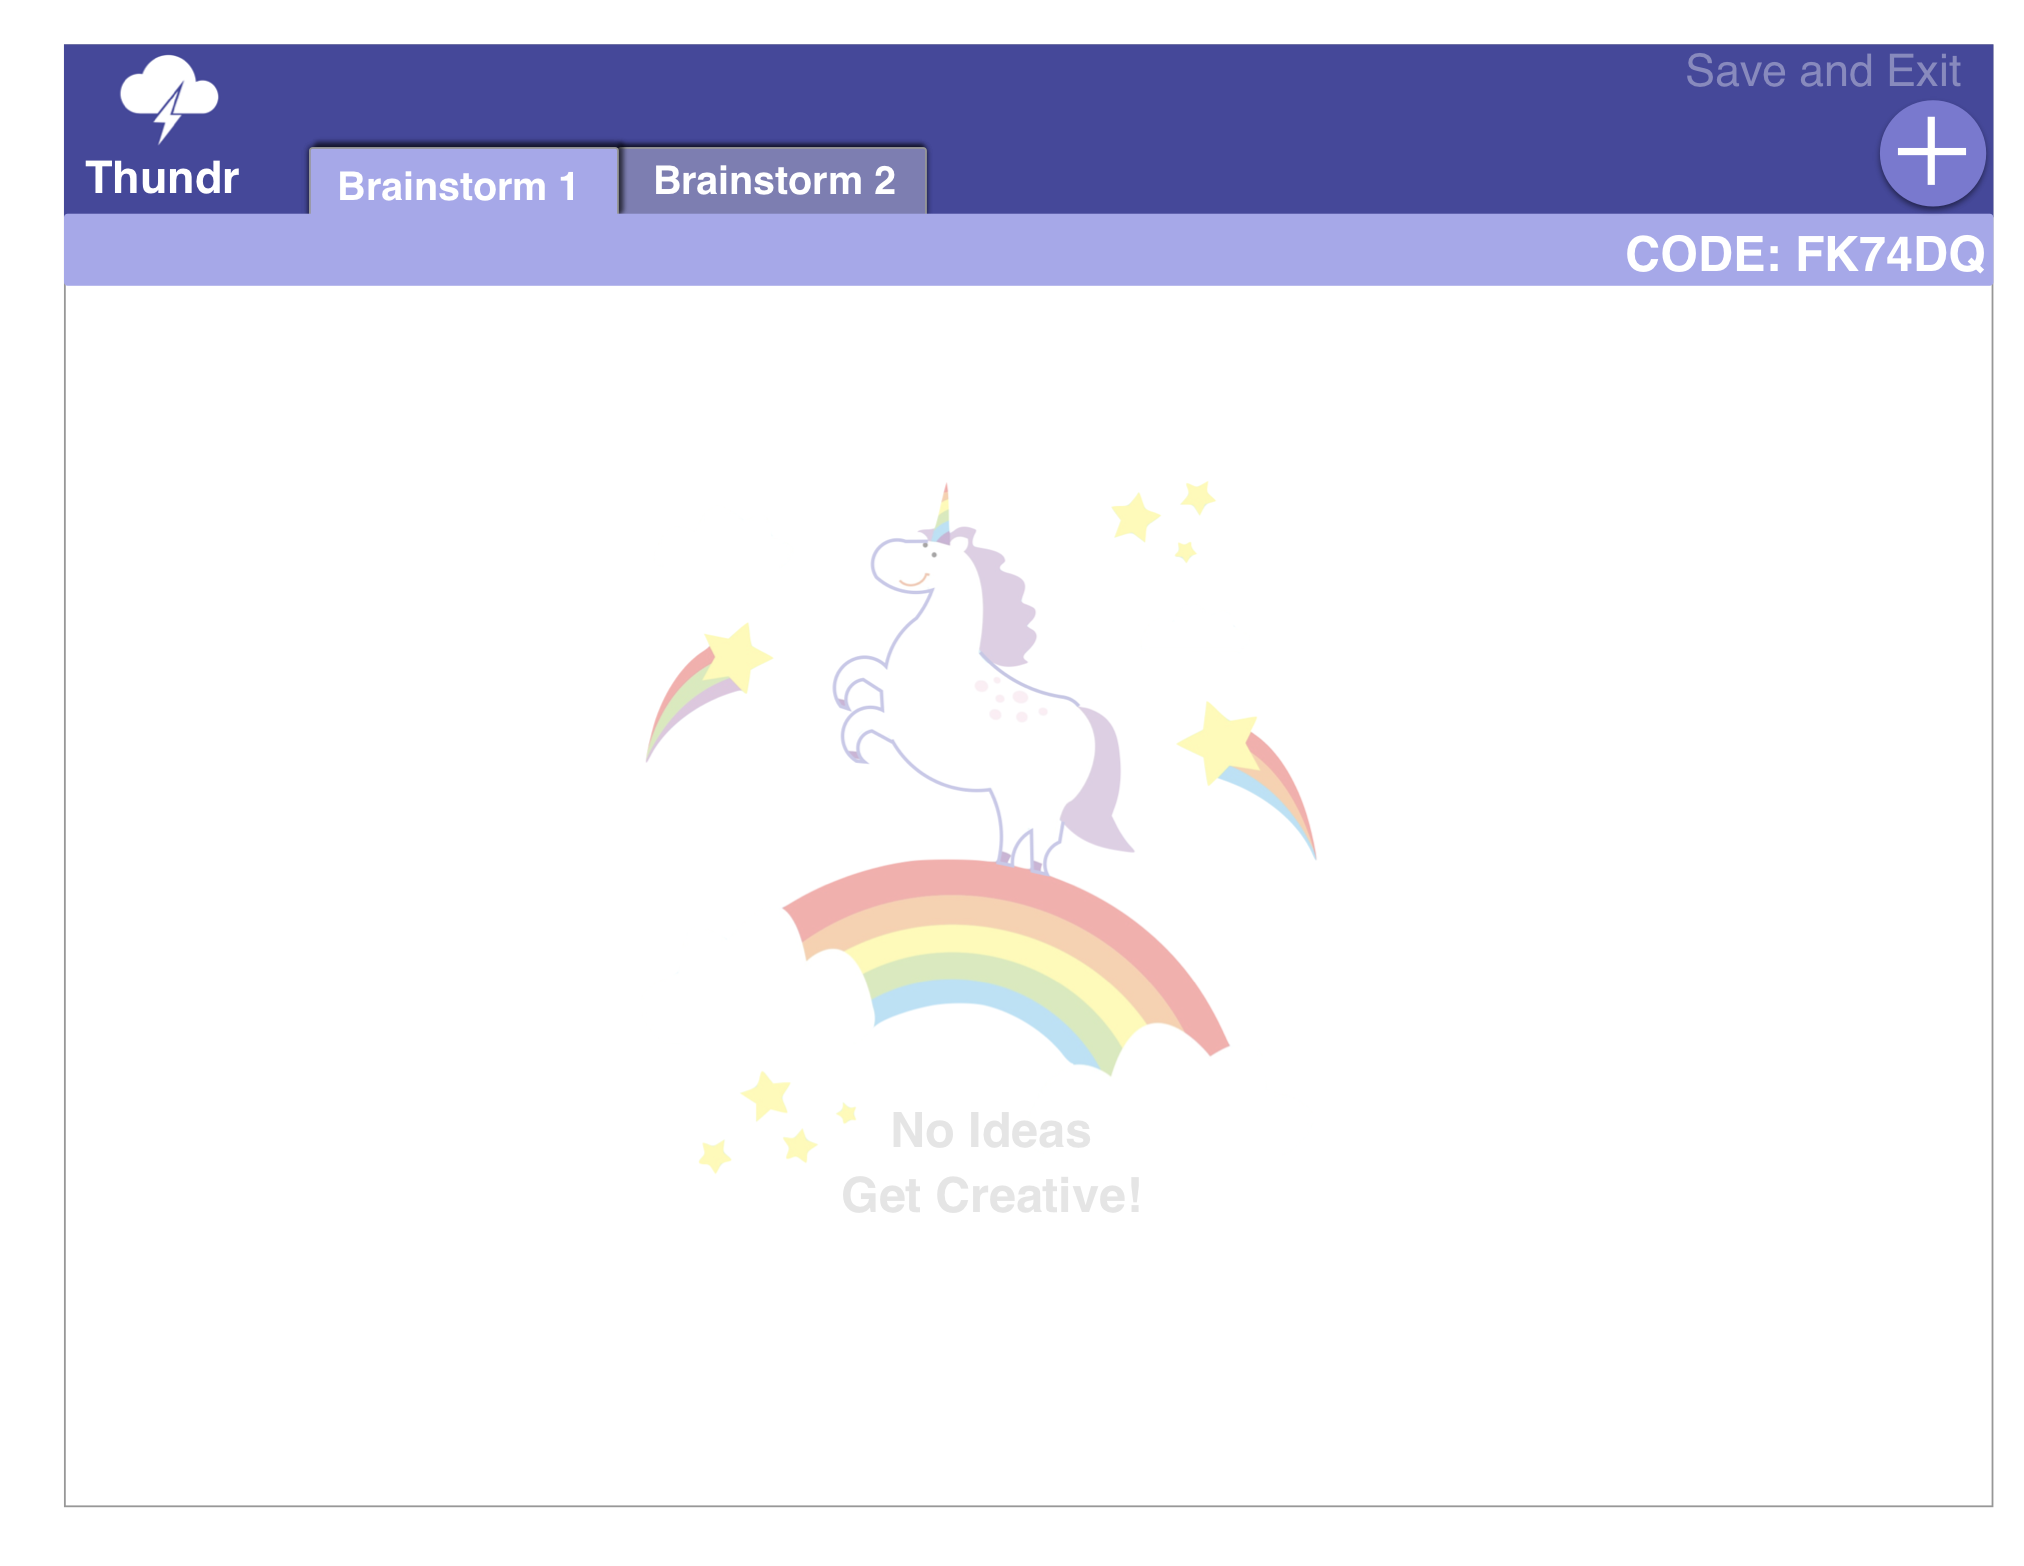 Save and Exit
Thundr
Brainstorm 1
Brainstorm 2
CODE: FK74DQ
No Ideas
Get Creative!